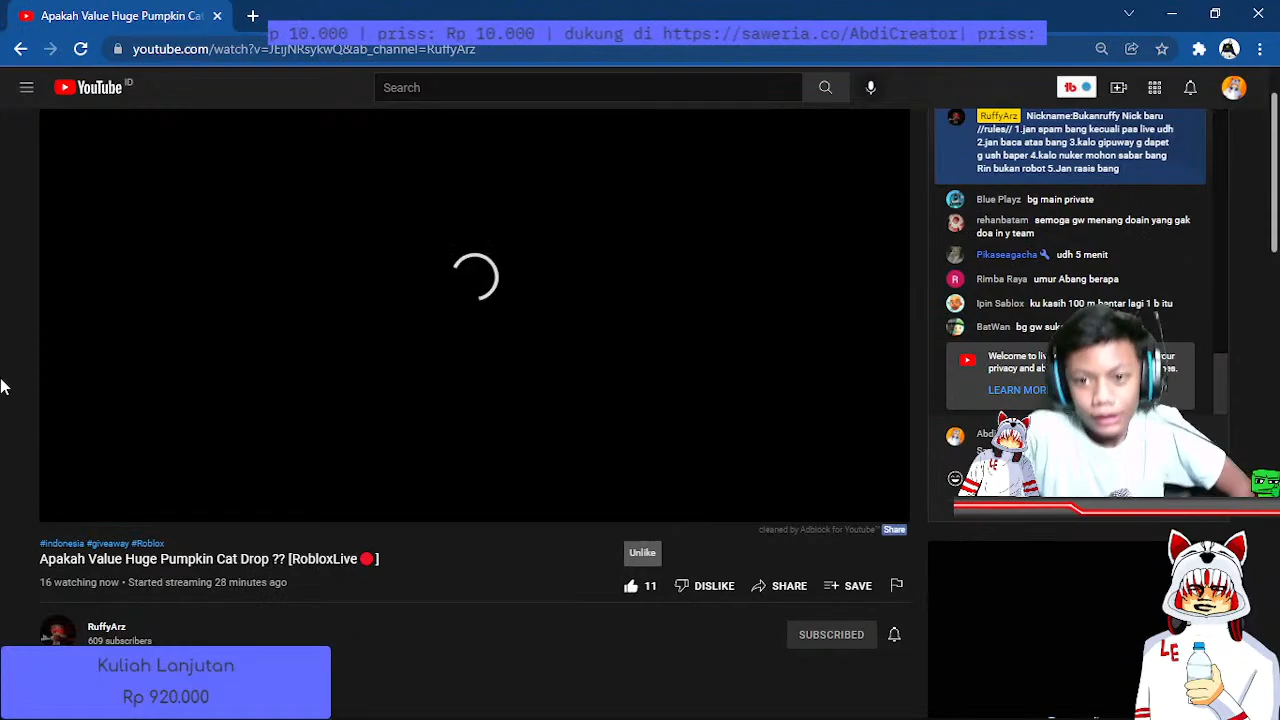 Apakah Value Huge Pumpkin Cat
p 10.000 | priss: Rp 10.000 | dukung di https://saweria.co/AbdiCreator| priss:
youtube.com/watch?v=JEijNRsykwQ&ab_channel=RuffyArz
YouTube ID
Search
RuffyArz Nickname:Bukanruffy Nick baru
//rules// 1.jan spam bang kecuali pas live udh
2.jan baca atas bang 3.kalo gipuway g dapet
g ush baper 4.kalo nuker mohon sabar bang
Rin bukan robot 5.Jan rasis bang
Blue Playz bg main private
rehanbatam semoga gw menang doain yang gak
doa in y team
Pikaseagacha udh 5 menit
R Rimba Raya umur Abang berapa
Ipin Sablox ku kasih 100 m bentar lagi 1 b itu
BatWan bg gw
Welcome to
privacy and
LEARN
cleaned by Adblock for Youtube™ Share
#indonesia #giveaway #Roblox
Apakah Value Huge Pumpkin Cat Drop ?? [RobloxLive🔴]
Unlike
16 watching now • Started streaming 28 minutes ago
11 DISLIKE SHARE SAVE
RuffyArz
609 subscribers
SUBSCRIBED
Kuliah Lanjutan
Rp 920.000
LE
LE